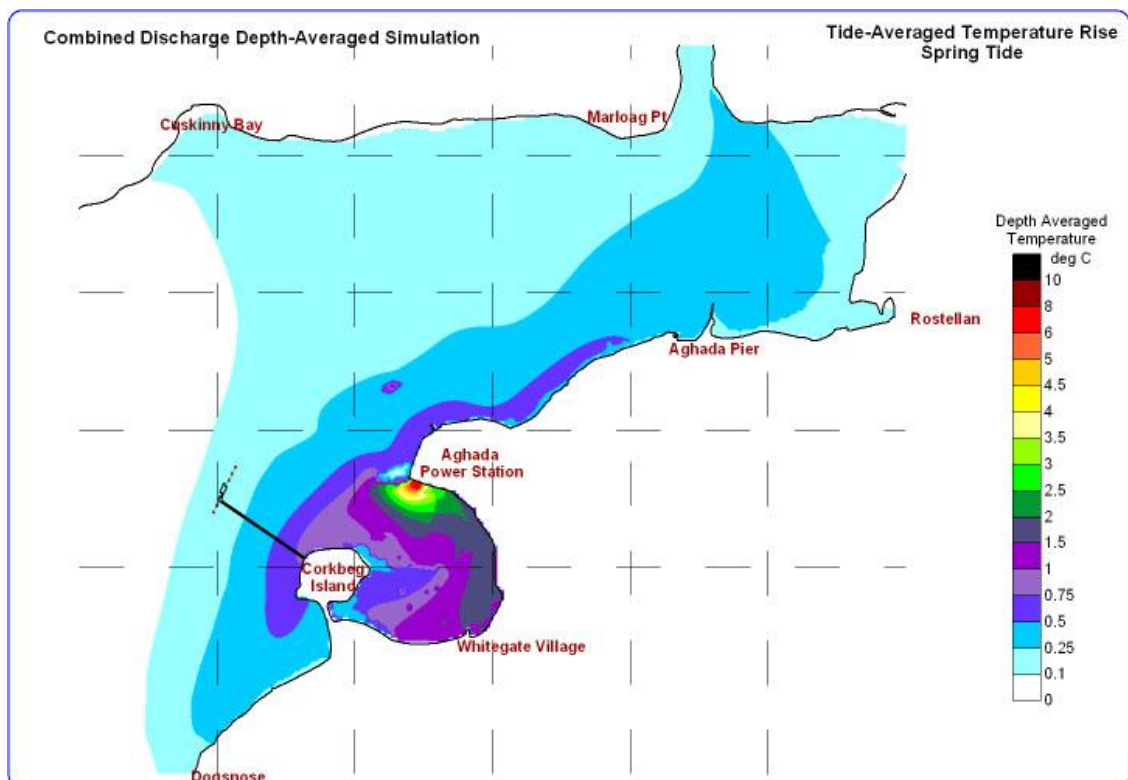 Combined Discharge Depth-Averaged Simulation
Tide-Averaged Temperature Rise
Spring Tide
Cuskinny Bay
Marloag Pt
Depth Averaged
Temperature
deg C
10
8
6
5
4.5
4
3.5
3
2.5
2
1.5
1
0.75
0.5
0.25
0.1
0
Rostellan
Aghada Pier
Aghada
Power Station
Corkbeg
Island
Whitegate Village
Dogsnose